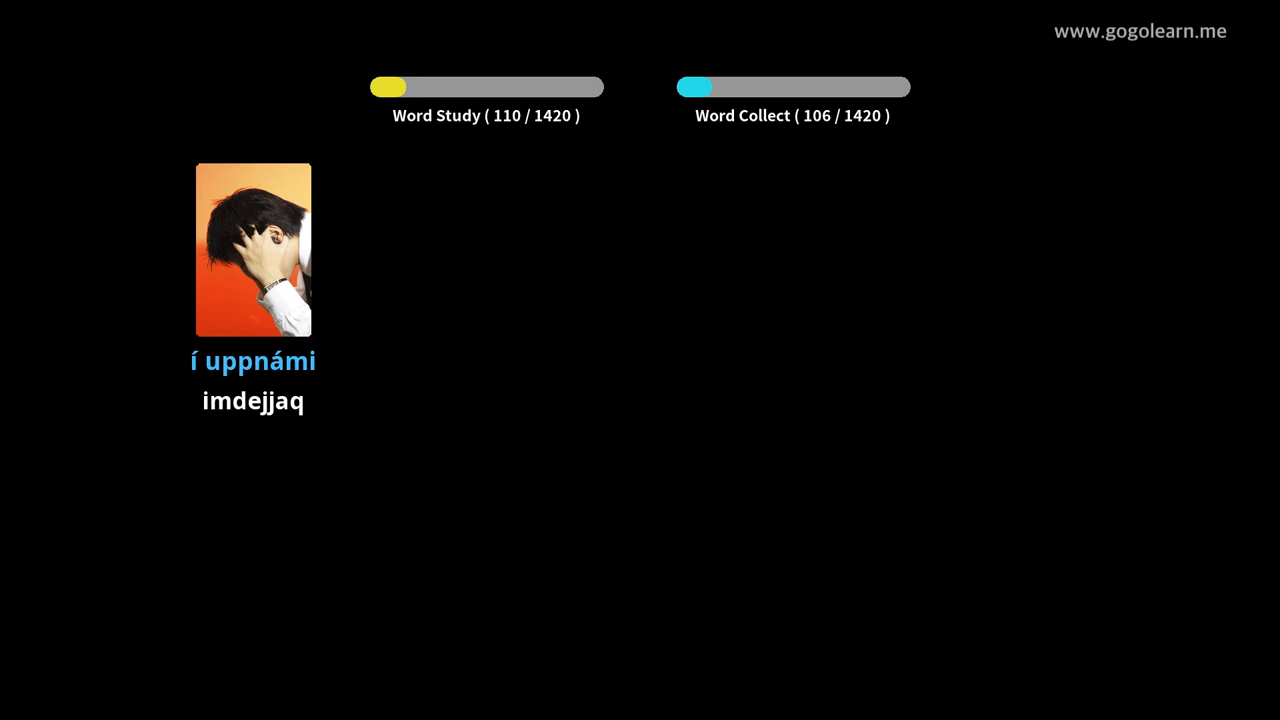 www.gogolearn.me
Word Study ( 110 / 1420 )
Word Collect ( 106 / 1420 )
í uppnámi
imdejjaq